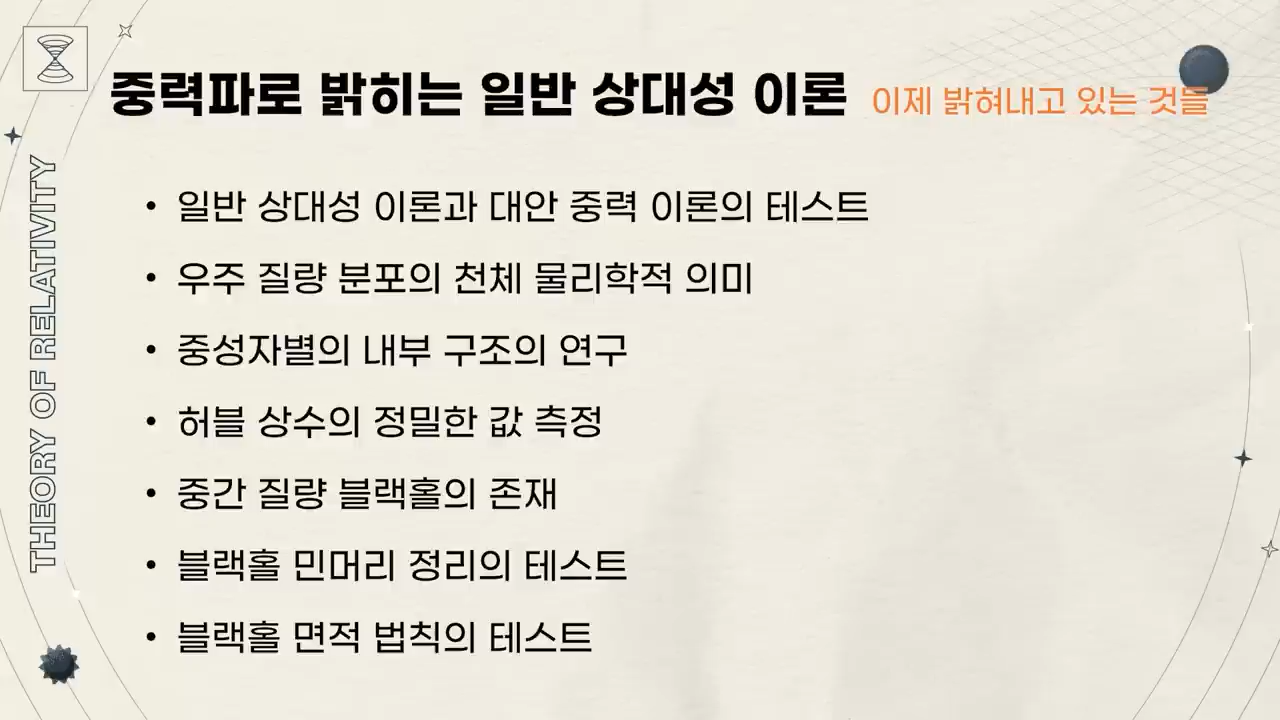 중력파로 밝히는 일반 상대성 이론 이제 밝혀내고 있는 것들
THEORY OF RELATIVITY
• 일반 상대성 이론과 대안 중력 이론의 테스트
• 우주 질량 분포의 천체 물리학적 의미
• 중성자별의 내부 구조의 연구
• 허블 상수의 정밀한 값 측정
• 중간 질량 블랙홀의 존재
• 블랙홀 민머리 정리의 테스트
• 블랙홀 면적 법칙의 테스트